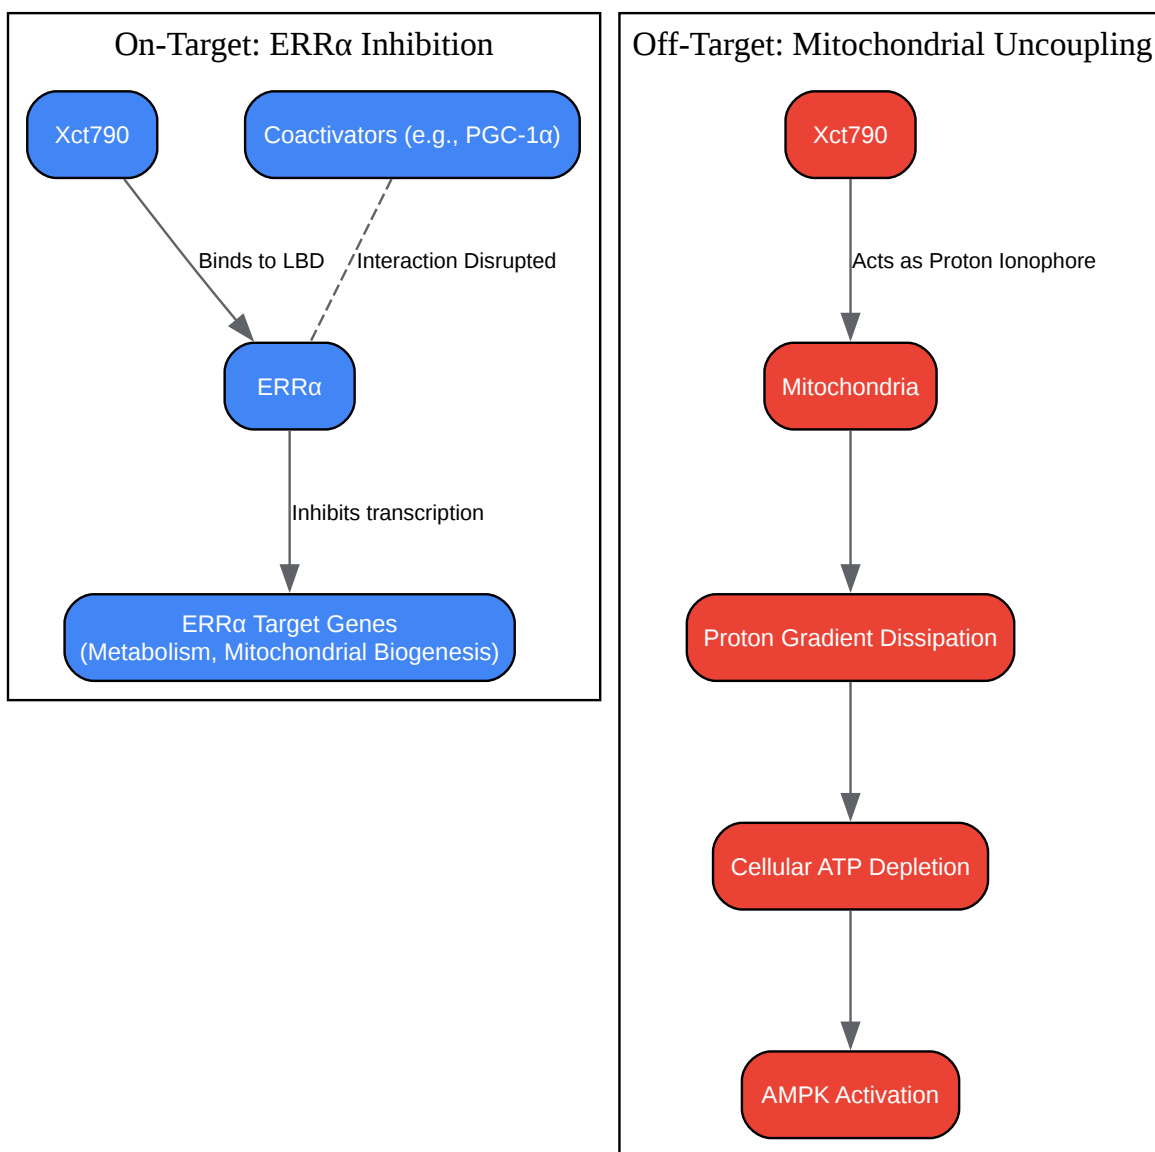 On-Target: ERRα Inhibition
Xct790
Coactivators (e.g., PGC-1α)
Binds to LBD
Interaction Disrupted
ERRα
Inhibits transcription
ERRα Target Genes
(Metabolism, Mitochondrial Biogenesis)
Off-Target: Mitochondrial Uncoupling
Xct790
Acts as Proton Ionophore
Mitochondria
Proton Gradient Dissipation
Cellular ATP Depletion
AMPK Activation